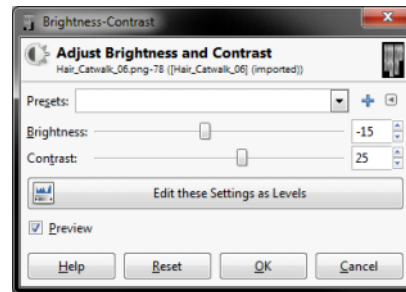 Brightness-Contrast
Adjust Brightness and Contrast
Hair_Catwalk_06.png-78 ([Hair_Catwalk_06] (imported))
Presets:
Brightness: -15
Contrast: 25
Edit these Settings as Levels
Preview
Help Reset OK Cancel